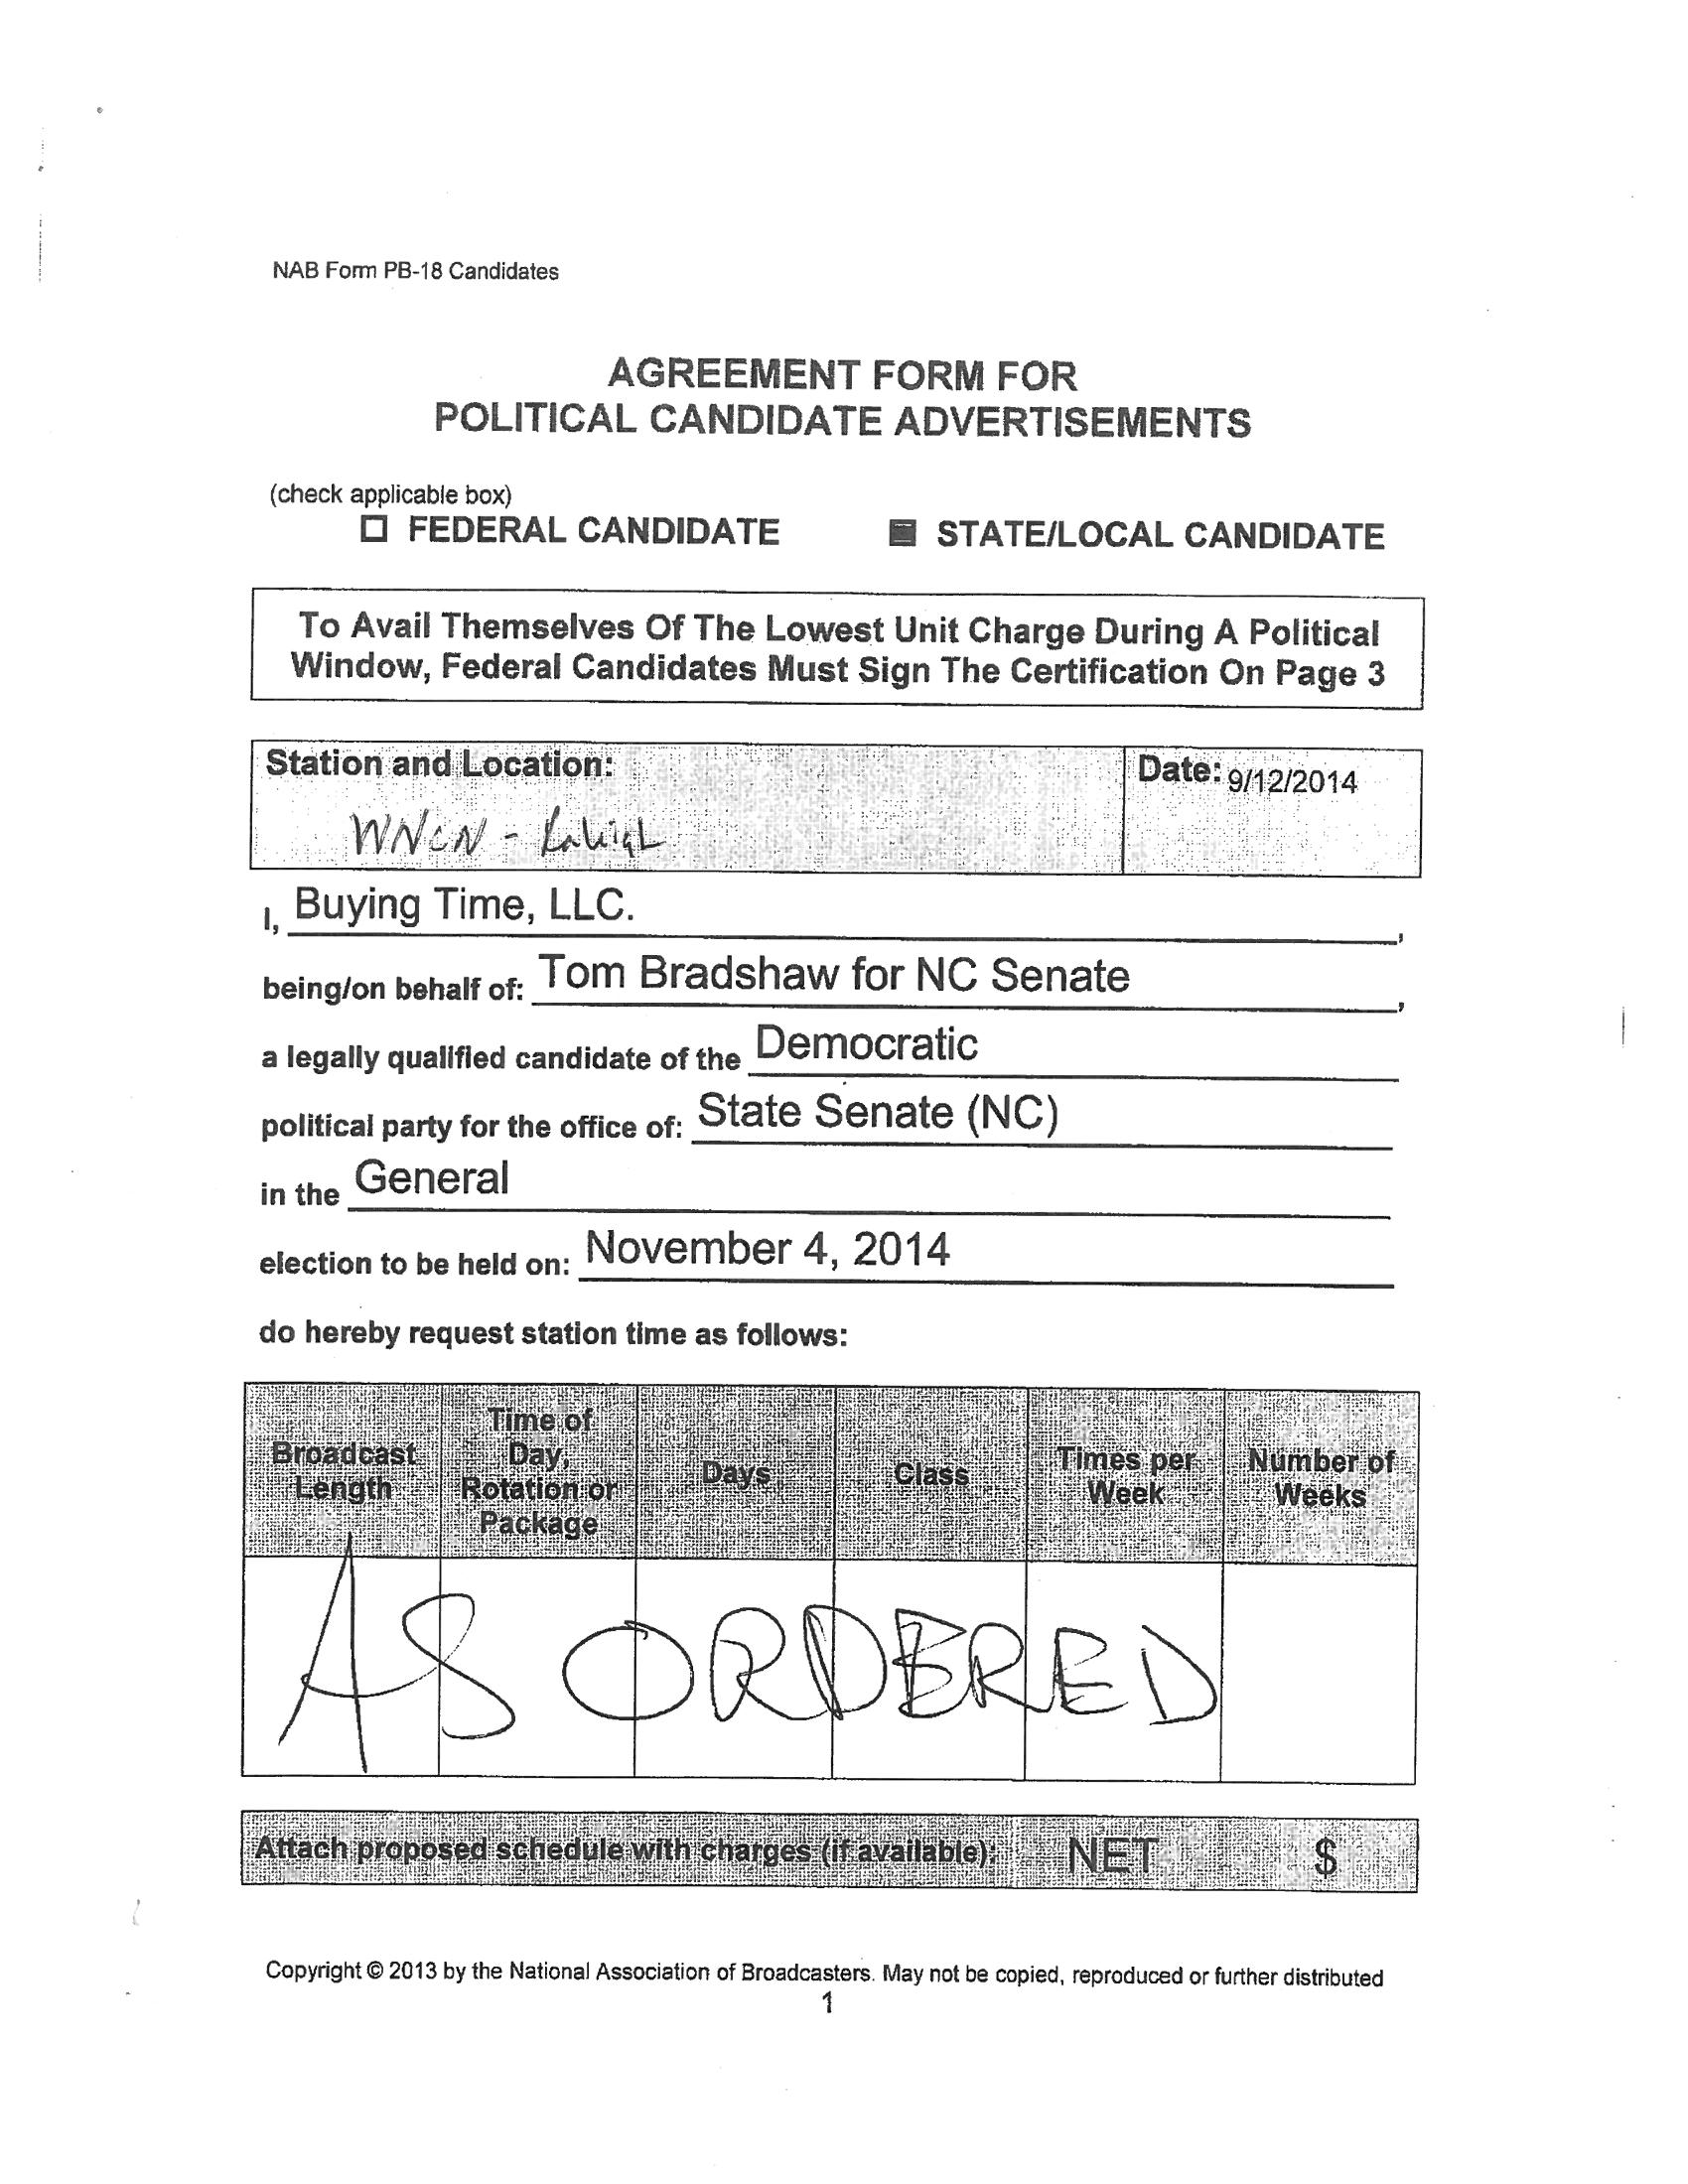 NAB Form PB-18 Candidates
AGREEMENT FORM FOR
POLITICAL CANDIDATE ADVERTISEMENTS
(check applicable box)
☐ FEDERAL CANDIDATE ■ STATE/LOCAL CANDIDATE
To Avail Themselves Of The Lowest Unit Charge During A Political
Window, Federal Candidates Must Sign The Certification On Page 3
Station and Location: Date: 9/12/2014
WNCN - Raleigh
I, Buying Time, LLC. ,
being/on behalf of: Tom Bradshaw for NC Senate ,
a legally qualified candidate of the Democratic
political party for the office of: State Senate (NC)
in the General
election to be held on: November 4, 2014
do hereby request station time as follows:
Broadcast Length
Time of Day, Rotation or Package
Days
Class
Times per Week
Number of Weeks
AS ORDERED
Attach proposed schedule with charges (if available): NET $
Copyright © 2013 by the National Association of Broadcasters. May not be copied, reproduced or further distributed
1